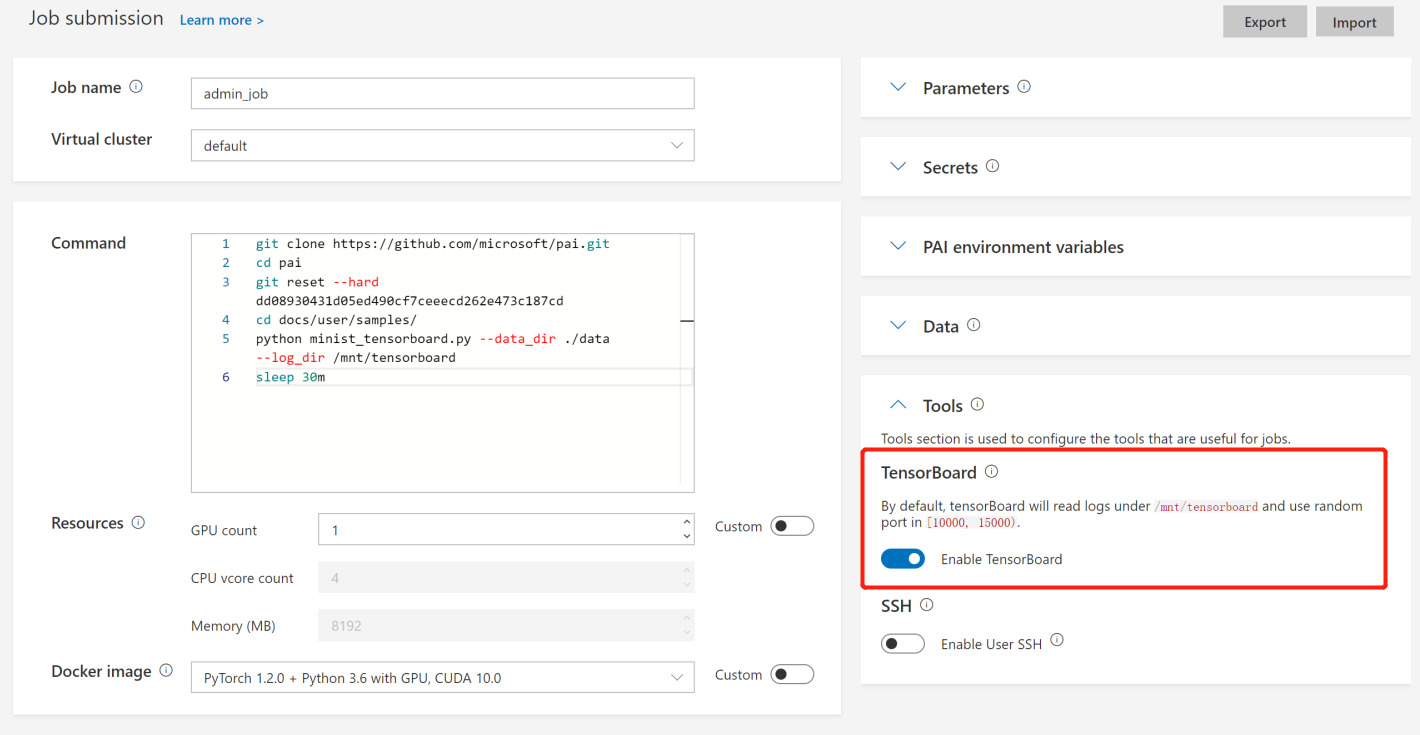 Job submission Learn more >
Export Import
Job name
admin_job
Virtual cluster
default
Command
1 git clone https://github.com/microsoft/pai.git
2 cd pai
3 git reset --hard
dd08930431d05ed490cf7ceeecd262e473c187cd
4 cd docs/user/samples/
5 python minist_tensorboard.py --data_dir ./data
--log_dir /mnt/tensorboard
6 sleep 30m
Resources
GPU count
1
Custom
CPU vcore count
4
Memory (MB)
8192
Docker image
PyTorch 1.2.0 + Python 3.6 with GPU, CUDA 10.0
Custom
Parameters
Secrets
PAI environment variables
Data
Tools
Tools section is used to configure the tools that are useful for jobs.
TensorBoard
By default, tensorBoard will read logs under /mnt/tensorboard and use random
port in [10000, 15000).
Enable TensorBoard
SSH
Enable User SSH